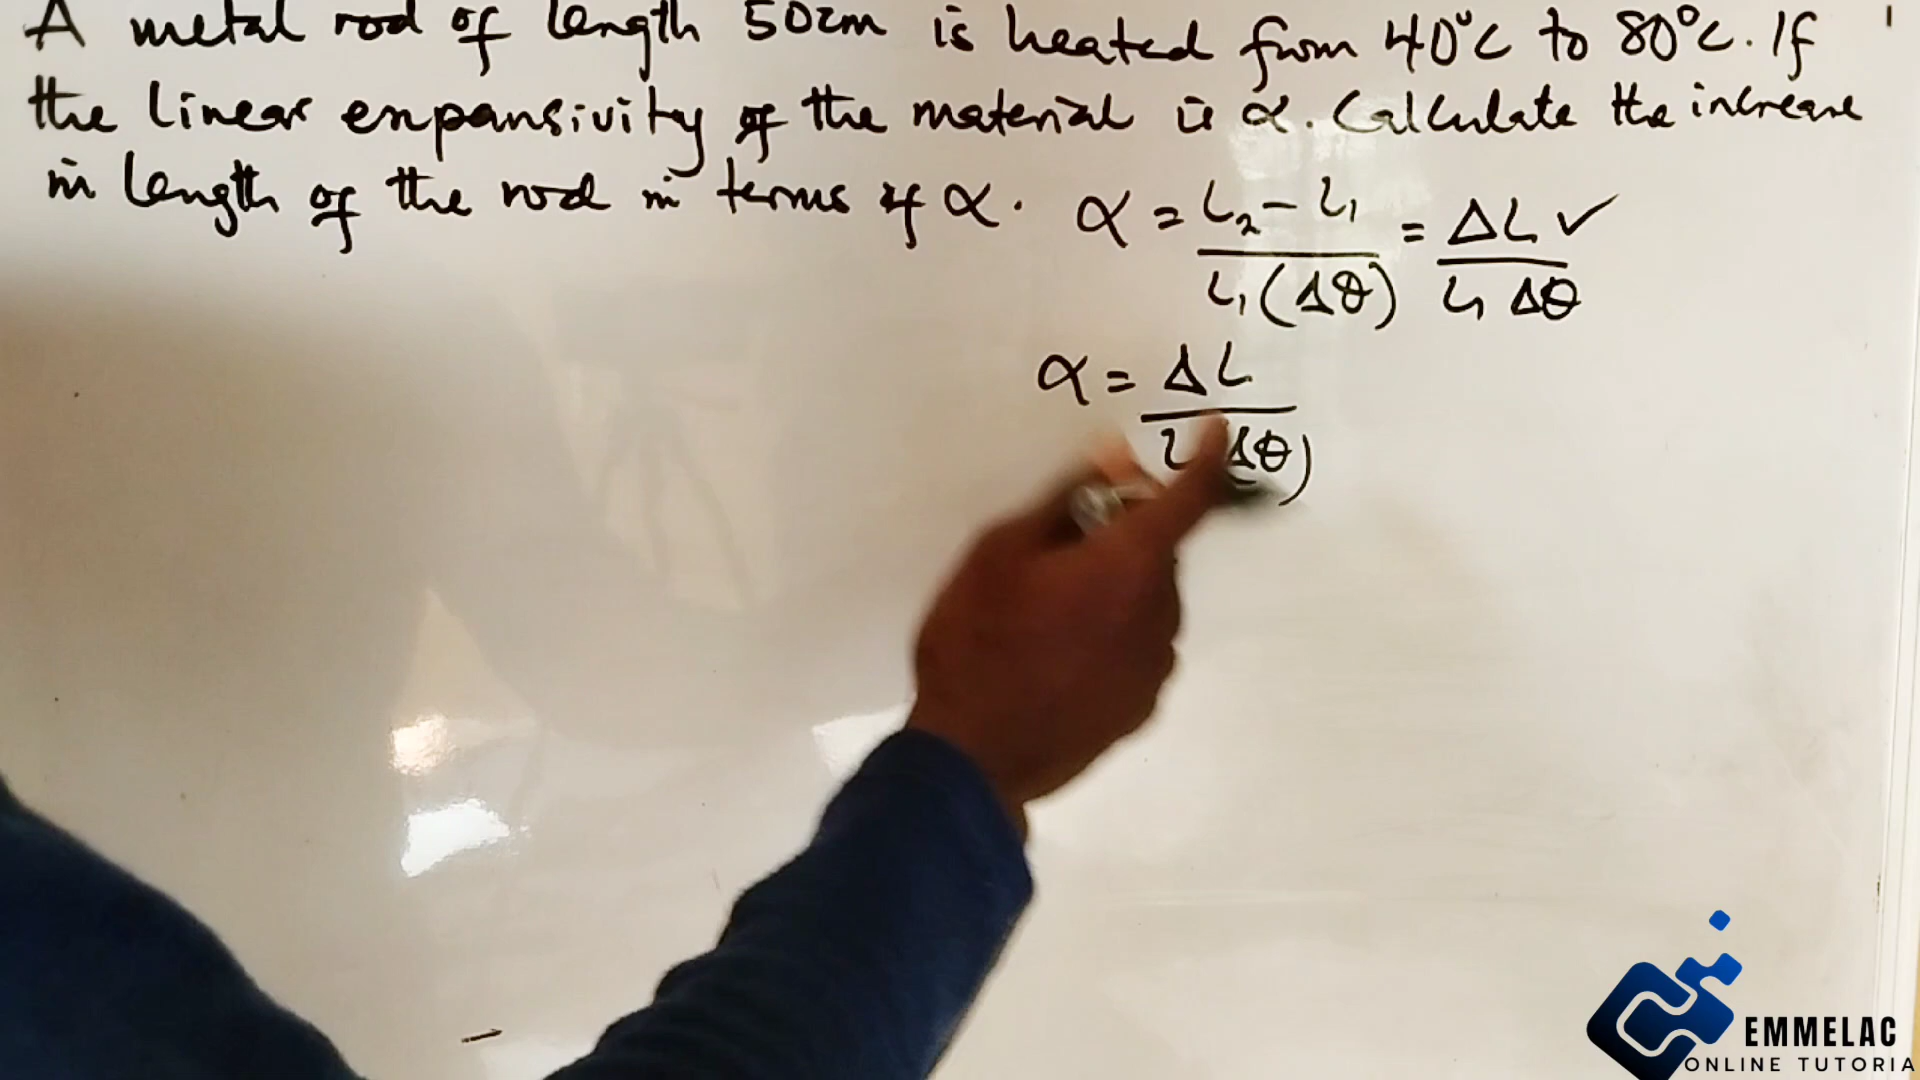 A metal rod of length 50cm is heated from 40°C to 80°C. If
the linear expansivity of the material is α. Calculate the increase
in length of the rod in terms of α.
α = L₂ - L₁ / L₁(Δθ) = ΔL / L₁ Δθ ✓
α = ΔL / L Δθ)
EMMELAC
ONLINE TUTORIA